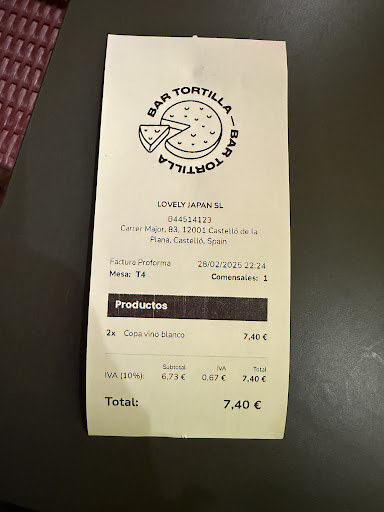 BAR TORTILLA — BAR TORTILLA
LOVELY JAPAN SL
B44514123
Carrer Major, 83, 12001 Castelló de la
Plana, Castelló, Spain
Factura Proforma 28/02/2025 22:24
Mesa: T4 Comensales: 1
Productos
2x Copa vino blanco 7,40 €
Subtotal IVA Total
IVA (10%): 6,73 € 0,67 € 7,40 €
Total: 7,40 €